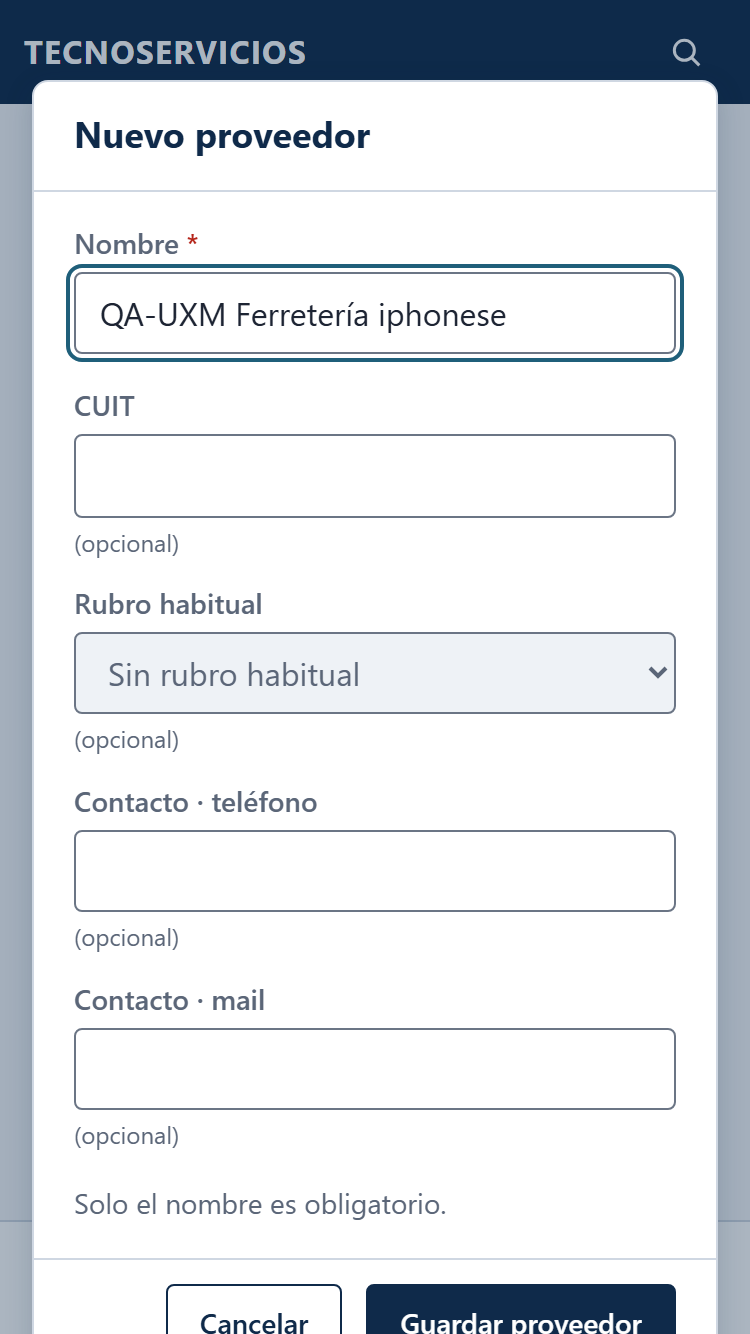 TECNOSERVICIOS
Nuevo proveedor
Nombre *
QA-UXM Ferretería iphonese
CUIT
(opcional)
Rubro habitual
Sin rubro habitual
(opcional)
Contacto · teléfono
(opcional)
Contacto · mail
(opcional)
Solo el nombre es obligatorio.
Cancelar
Guardar proveedor